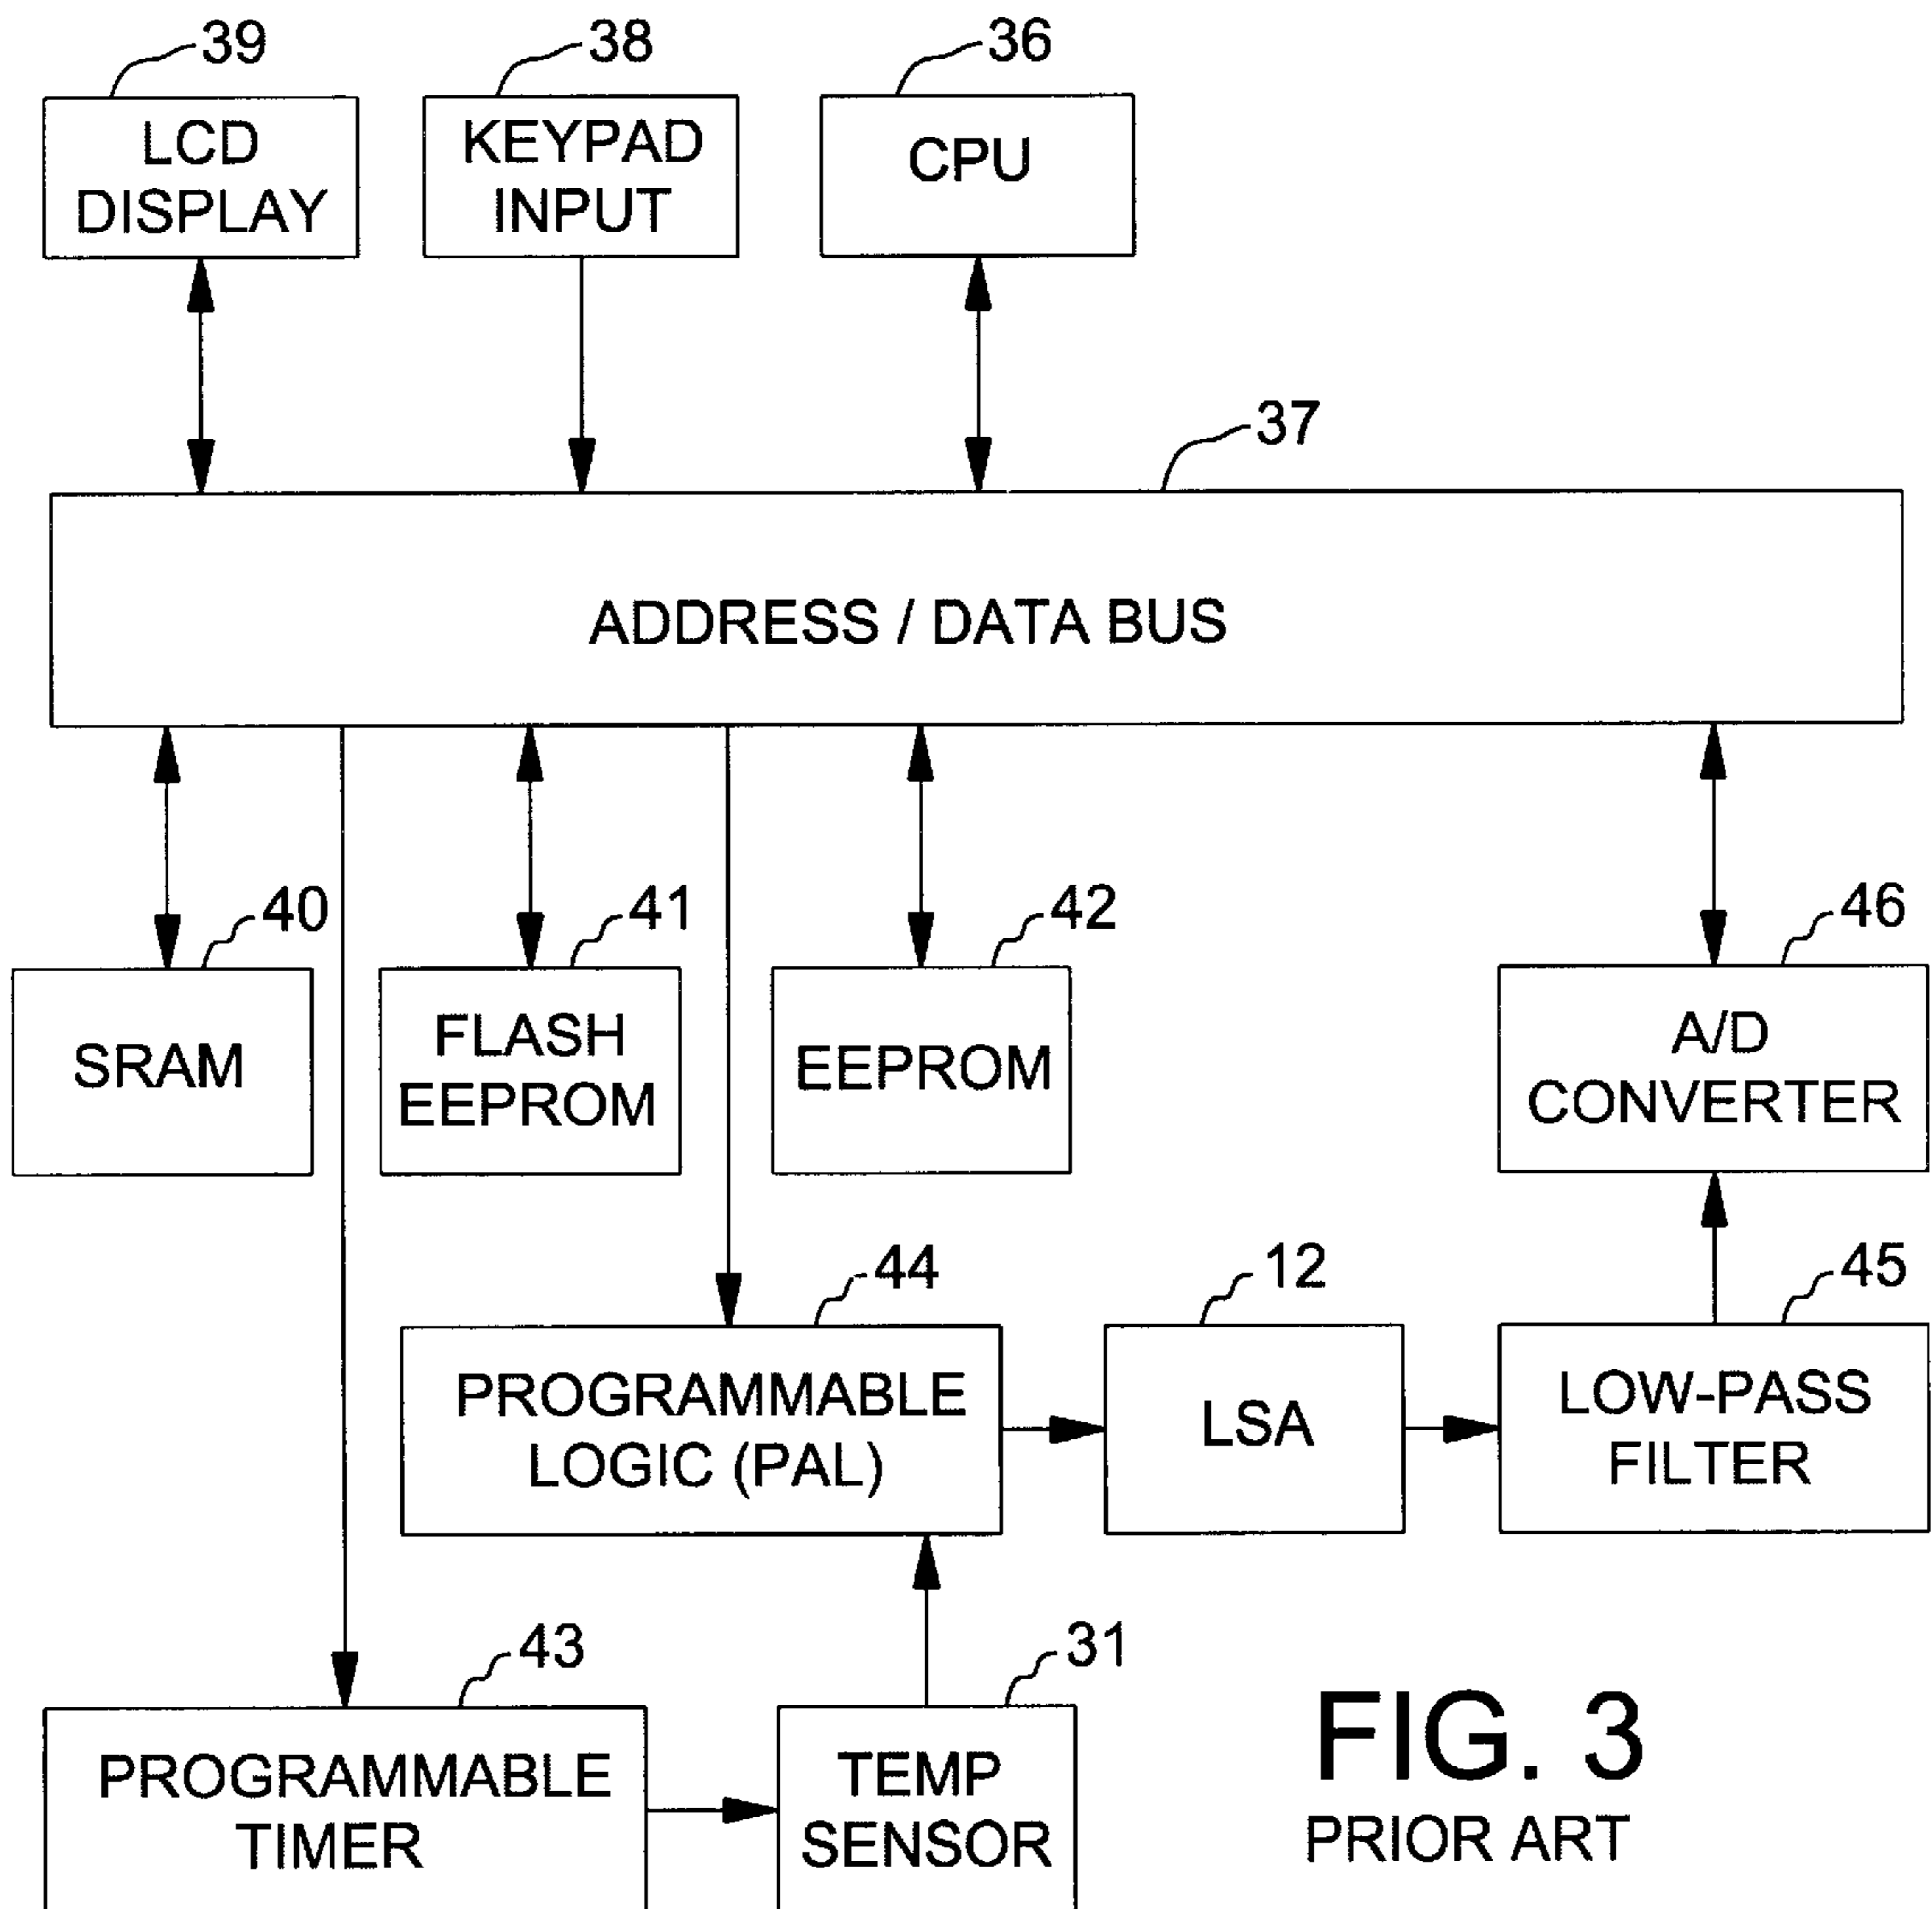 39
38
36
LCD
DISPLAY
KEYPAD
INPUT
CPU
37
ADDRESS / DATA BUS
40
41
42
46
SRAM
FLASH
EEPROM
EEPROM
A/D
CONVERTER
44
12
45
PROGRAMMABLE
LOGIC (PAL)
LSA
LOW-PASS
FILTER
43
31
PROGRAMMABLE
TIMER
TEMP
SENSOR
FIG. 3
PRIOR ART